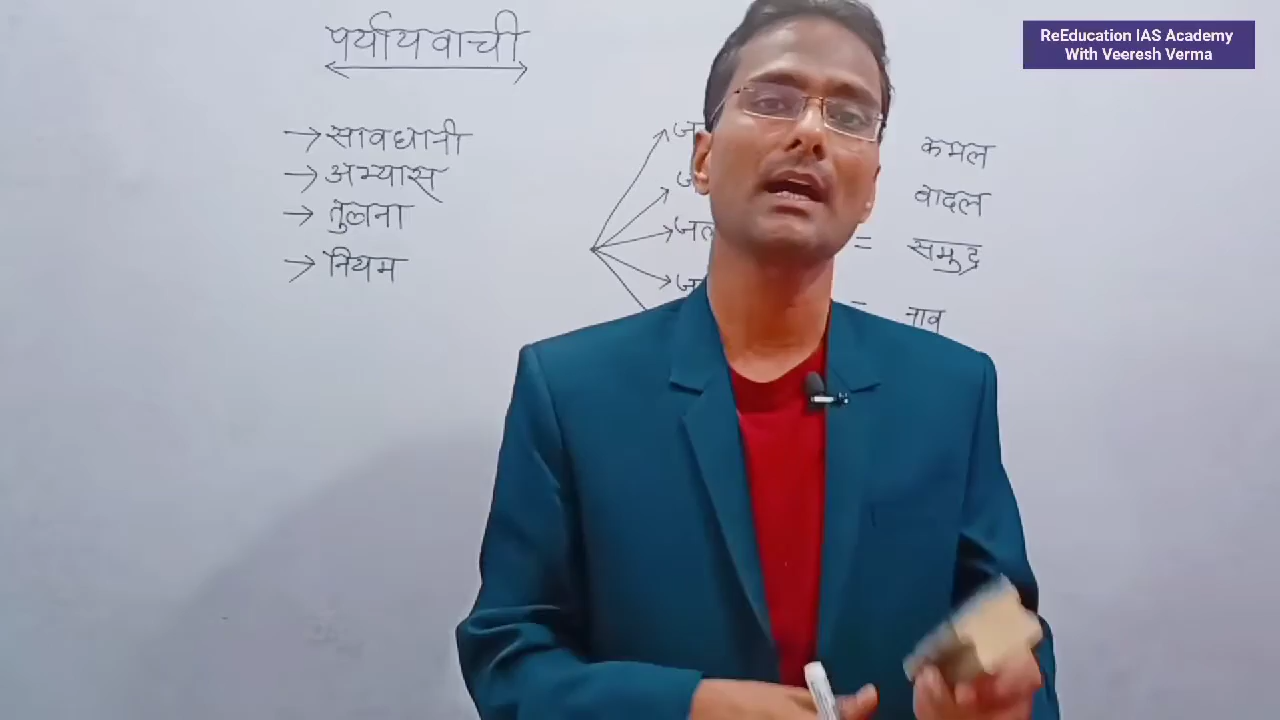 पर्यायवाची
ReEducation IAS Academy
With Veeresh Verma
→ सावधानी
→ अभ्यास
→ तुलना
→ नियम
कमल
वादल
जल = समुद्र
- नाव